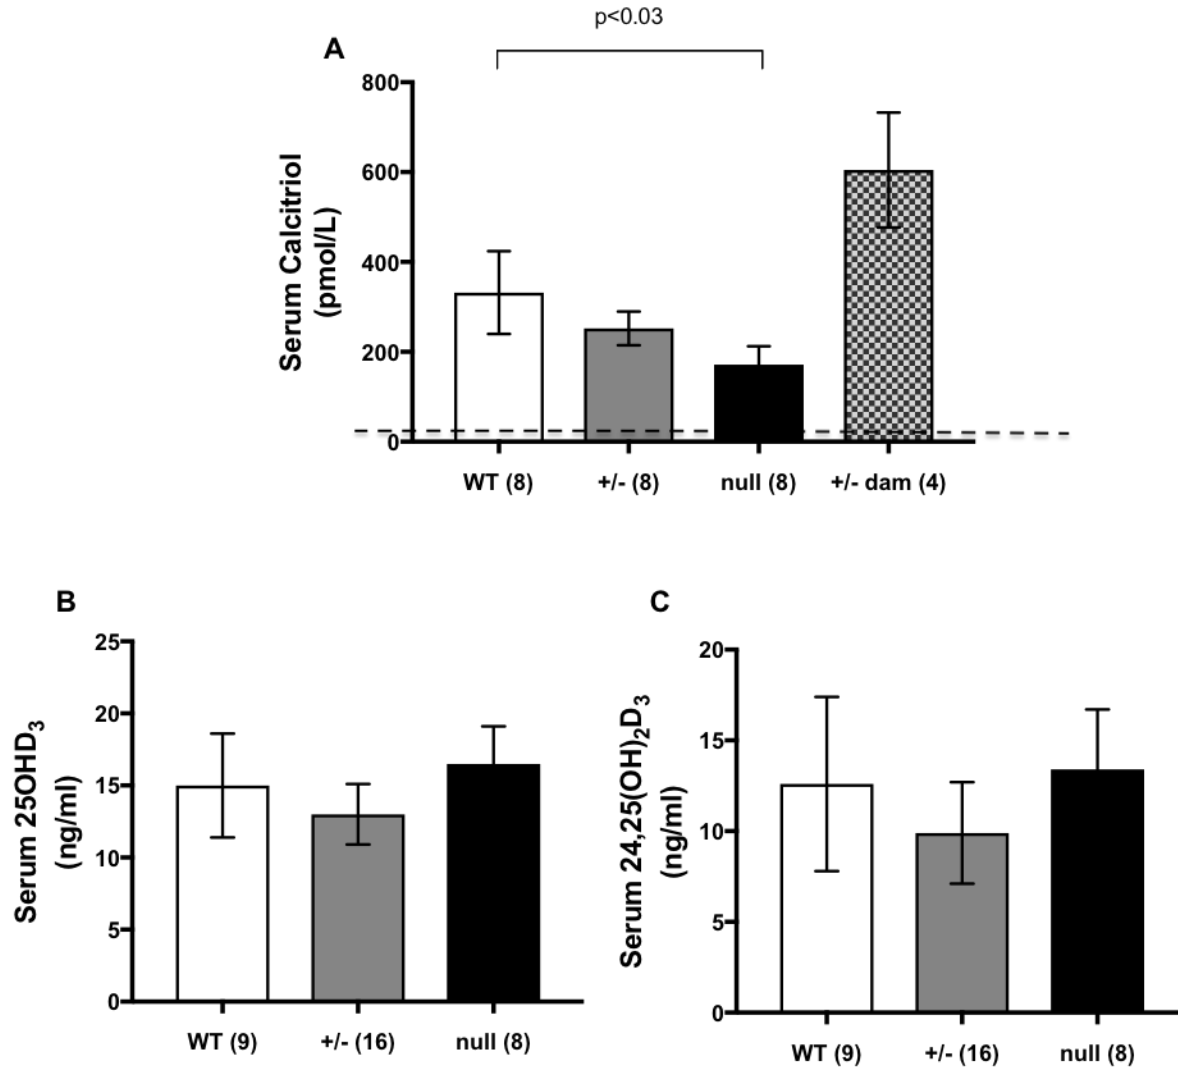 p<0.03
A
Serum Calcitriol
(pmol/L)
800
600
400
200
0
WT (8)
+/- (8)
null (8)
+/- dam (4)
B
Serum 25OHD3
(ng/ml)
25
20
15
10
5
0
WT (9)
+/- (16)
null (8)
C
Serum 24,25(OH)2D3
(ng/ml)
20
15
10
5
0
WT (9)
+/- (16)
null (8)